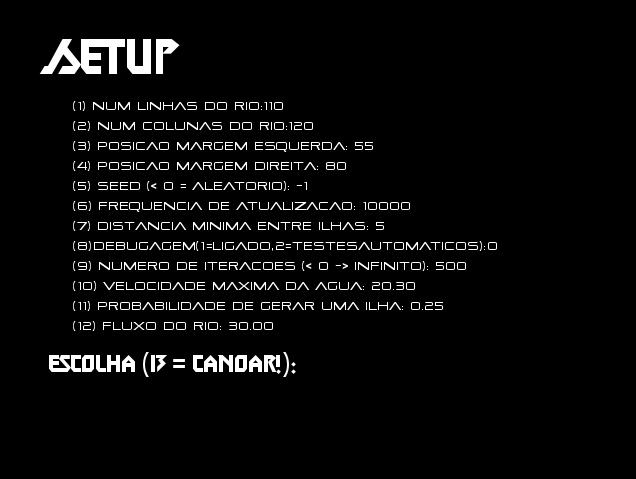 SETUP
(1) NUM LINHAS DO RIO:110
(2) NUM COLUNAS DO RIO:120
(3) POSICAO MARGEM ESQUERDA: 55
(4) POSICAO MARGEM DIREITA: 80
(5) SEED (< 0 = ALEATORIO): -1
(6) FREQUENCIA DE ATUALIZACAO: 10000
(7) DISTANCIA MINIMA ENTRE ILHAS: 5
(8)DEBUGAGEM(1=LIGADO,2=TESTESAUTOMATICOS):0
(9) NUMERO DE ITERACOES (< 0 -> INFINITO): 500
(10) VELOCIDADE MAXIMA DA AGUA: 20.30
(11) PROBABILIDADE DE GERAR UMA ILHA: 0.25
(12) FLUXO DO RIO: 30.00
ESCOLHA (13 = CANOAR!):